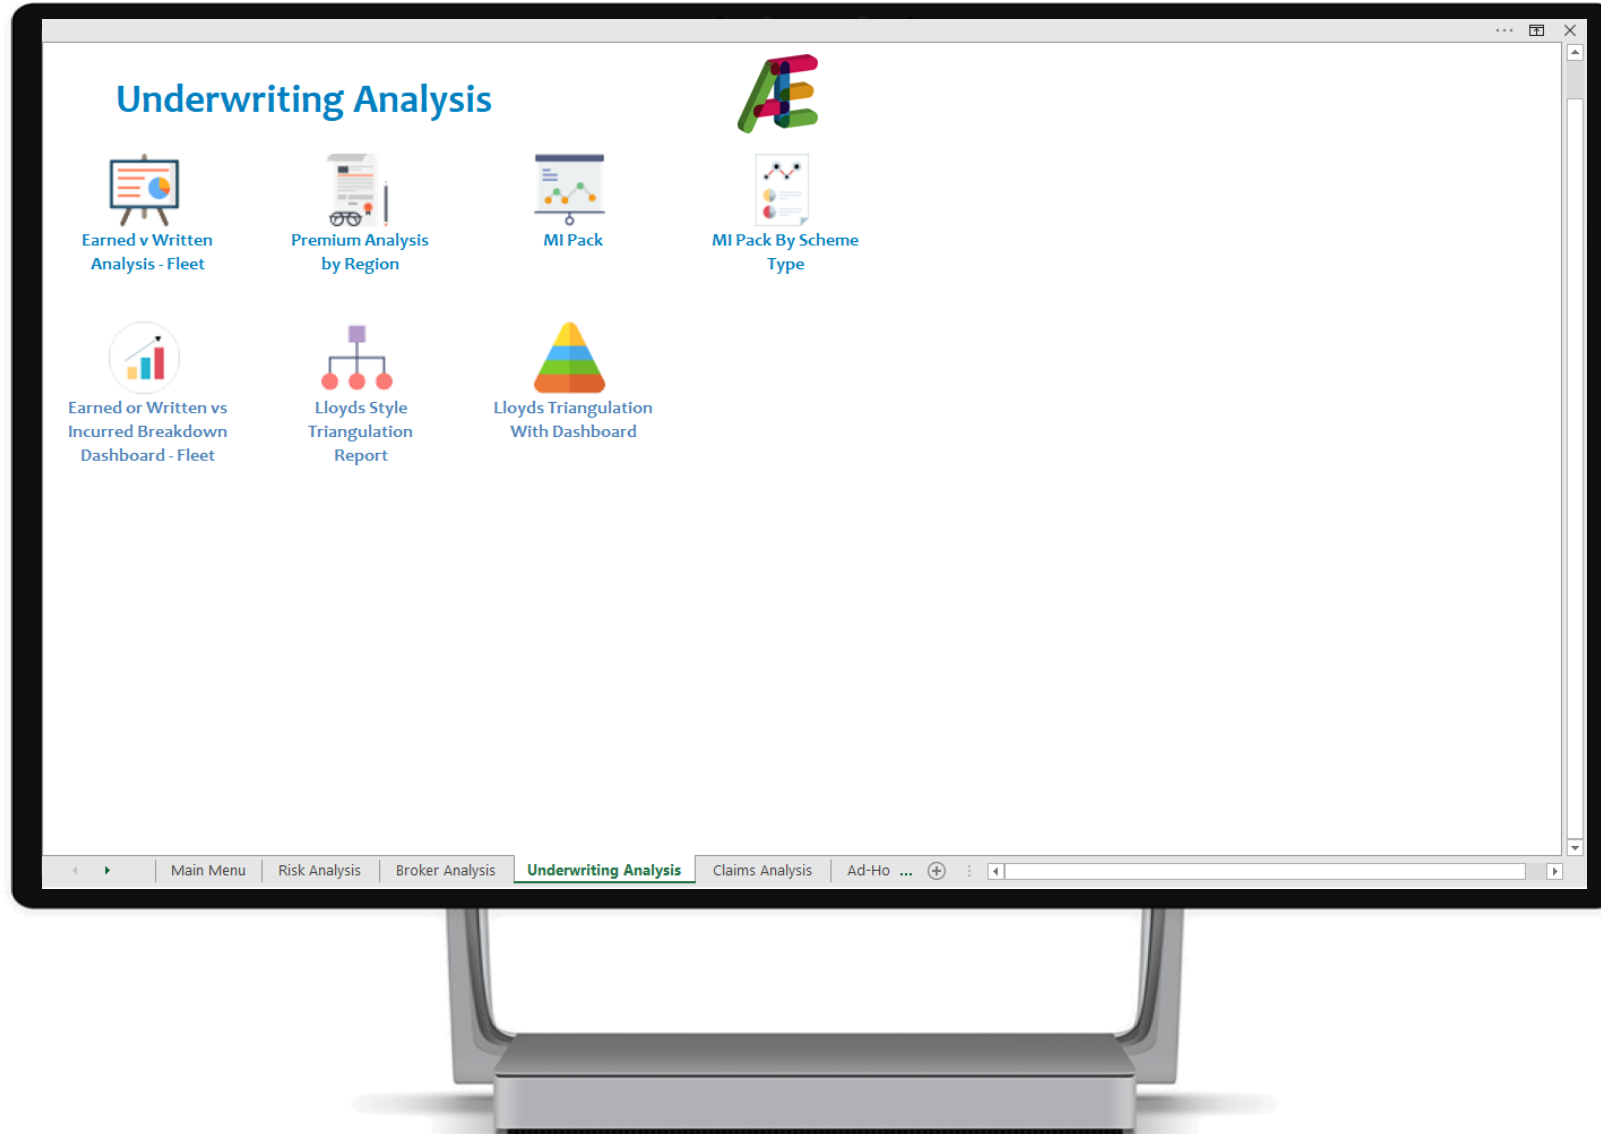 Underwriting Analysis
Æ
Earned v Written
Analysis - Fleet
Premium Analysis
by Region
MI Pack
MI Pack By Scheme
Type
Earned or Written vs
Incurred Breakdown
Dashboard - Fleet
Lloyds Style
Triangulation
Report
Lloyds Triangulation
With Dashboard
Main Menu
Risk Analysis
Broker Analysis
Underwriting Analysis
Claims Analysis
Ad-Ho ...